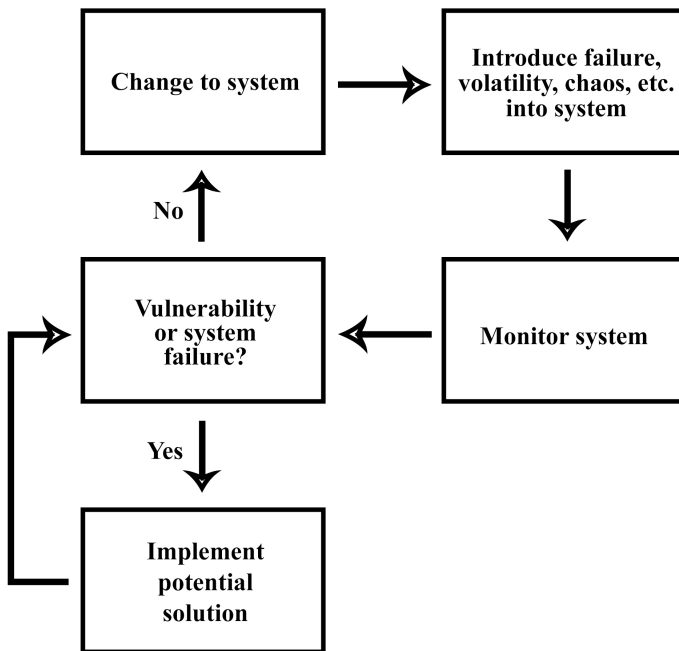 Change to system
Introduce failure,
volatility, chaos, etc.
into system
No
Vulnerability
or system
failure?
Monitor system
Yes
Implement
potential
solution